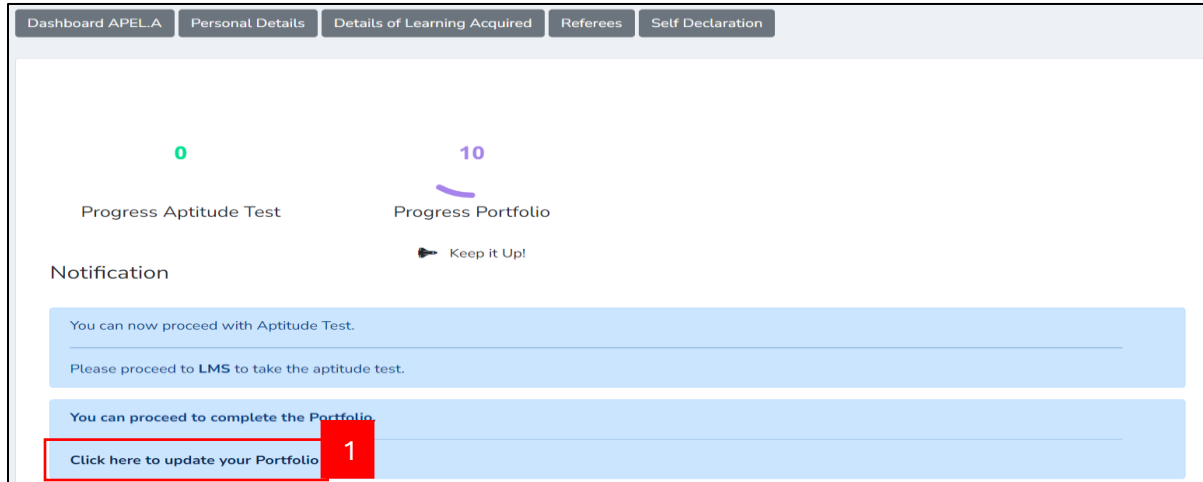 Dashboard APEL.A Personal Details Details of Learning Acquired Referees Self Declaration
0 10
Progress Aptitude Test Progress Portfolio
Keep it Up!
Notification
You can now proceed with Aptitude Test.
Please proceed to LMS to take the aptitude test.
You can proceed to complete the Portfolio.
Click here to update your Portfolio 1